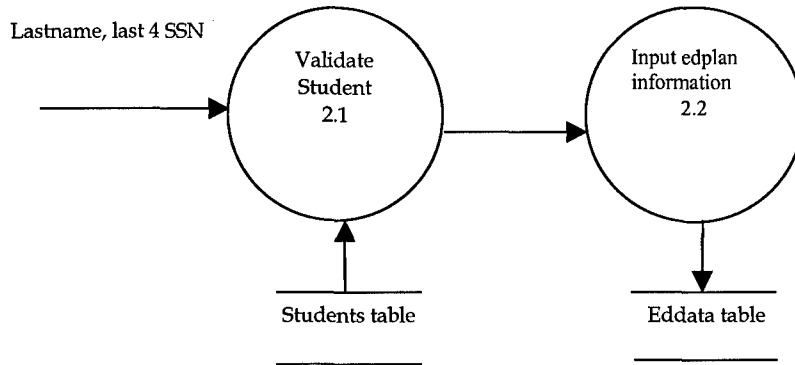 Lastname, last 4 SSN
Validate
Student
2.1
Input edplan
information
2.2
Students table
Eddata table